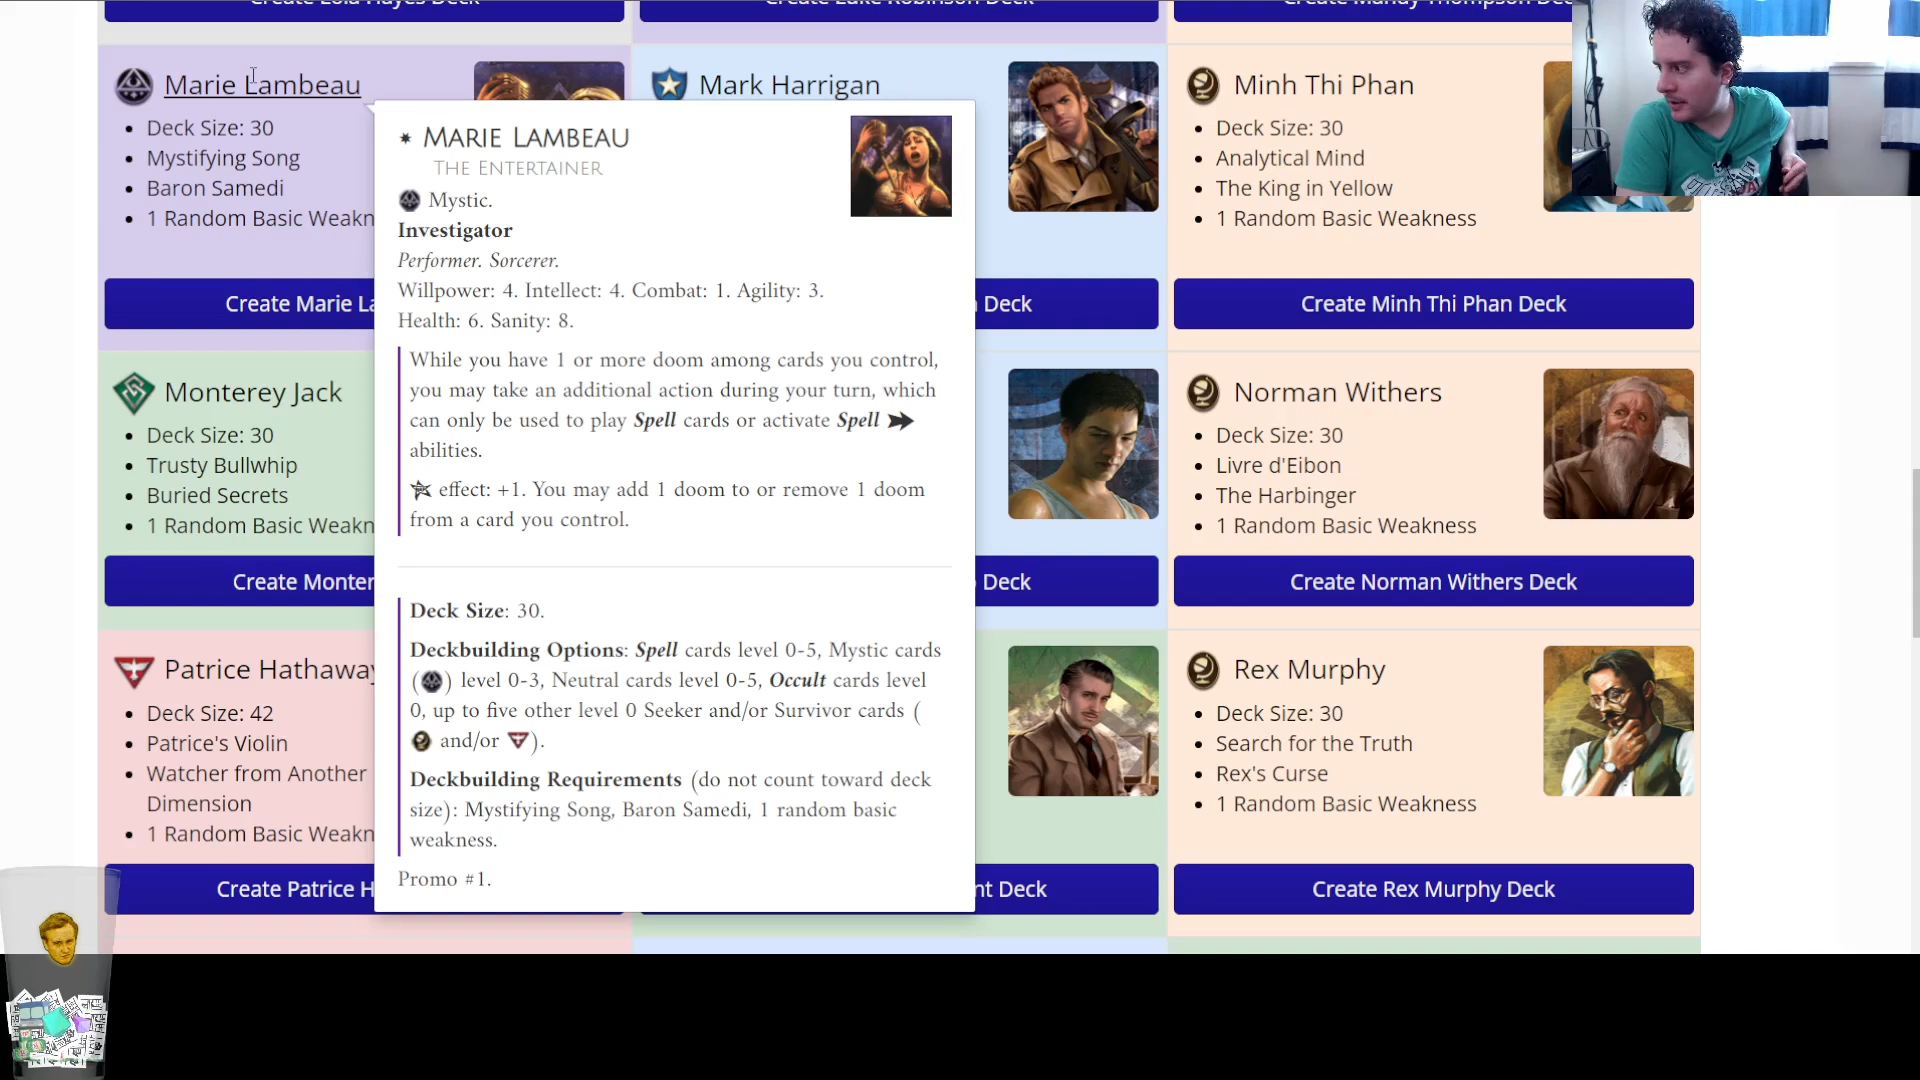 Create Lola Hayes Deck
Create Luke Robinson Deck
Create Mandy Thompson Dec
Marie Lambeau
Deck Size: 30
Mystifying Song
Baron Samedi
1 Random Basic Weakn
Create Marie La
Mark Harrigan
Deck
Minh Thi Phan
Deck Size: 30
Analytical Mind
The King in Yellow
1 Random Basic Weakness
Create Minh Thi Phan Deck
MARIE LAMBEAU
THE ENTERTAINER
Mystic.
Investigator
Performer. Sorcerer.
Willpower: 4. Intellect: 4. Combat: 1. Agility: 3.
Health: 6. Sanity: 8.
While you have 1 or more doom among cards you control,
you may take an additional action during your turn, which
can only be used to play Spell cards or activate Spell
abilities.
effect: +1. You may add 1 doom to or remove 1 doom
from a card you control.
Deck Size: 30.
Deckbuilding Options: Spell cards level 0-5, Mystic cards
( ) level 0-3, Neutral cards level 0-5, Occult cards level
0, up to five other level 0 Seeker and/or Survivor cards (
and/or ).
Deckbuilding Requirements (do not count toward deck
size): Mystifying Song, Baron Samedi, 1 random basic
weakness.
Promo #1.
Monterey Jack
Deck Size: 30
Trusty Bullwhip
Buried Secrets
1 Random Basic Weakn
Create Monter
Deck
Norman Withers
Deck Size: 30
Livre d'Eibon
The Harbinger
1 Random Basic Weakness
Create Norman Withers Deck
Patrice Hathaway
Deck Size: 42
Patrice's Violin
Watcher from Another
Dimension
1 Random Basic Weakn
Create Patrice H
nt Deck
Rex Murphy
Deck Size: 30
Search for the Truth
Rex's Curse
1 Random Basic Weakness
Create Rex Murphy Deck